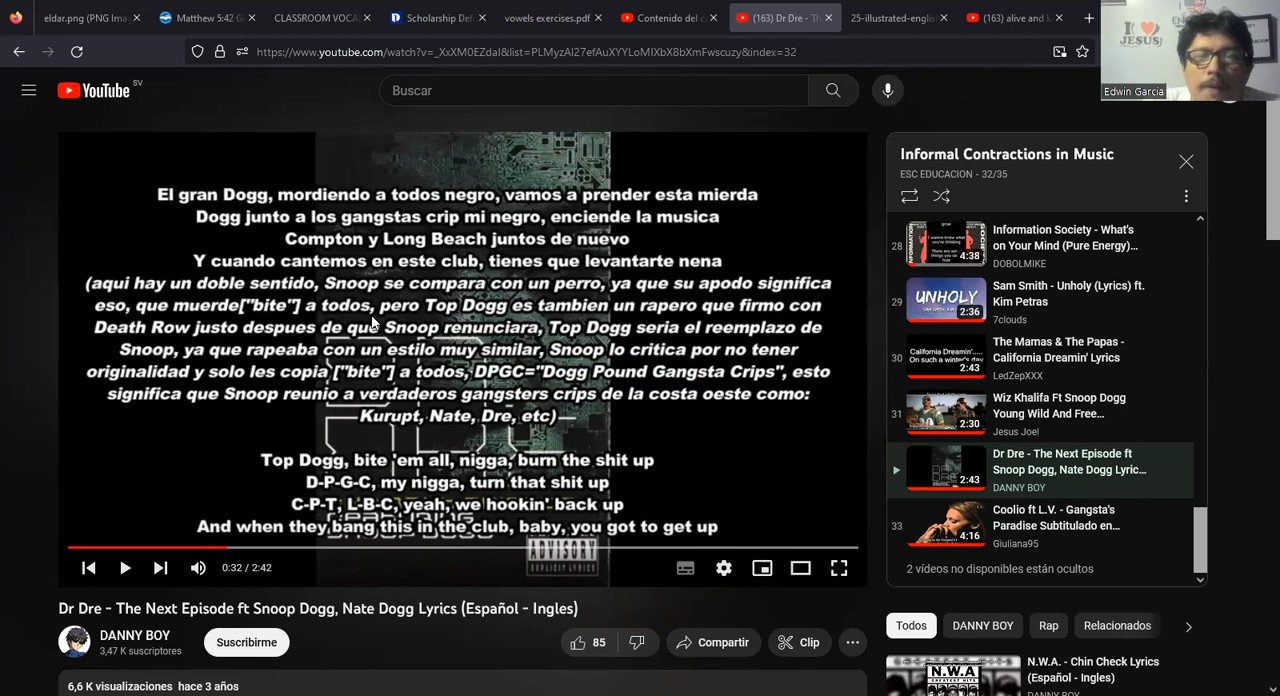 eldar.png (PNG Ima
Matthew 5:42 G
CLASSROOM VOCA
Scholarship Def
vowels exercises.pdf
Contenido del c
(163) Dr Dre - Th
25-illustrated-englis
(163) alive and k
https://www.youtube.com/watch?v=_XxXM0EZdaI&list=PLMyzAl27efAuXYYLoMIXbX8bXmFwscuzy&index=32
I
JESUS
Edwin Garcia
YouTube SV
Buscar
El gran Dogg, mordiendo a todos negro, vamos a prender esta mierda
Dogg junto a los gangstas crip mi negro, enciende la musica
Compton y Long Beach juntos de nuevo
Y cuando cantemos en este club, tienes que levantarte nena
(aqui hay un doble sentido, Snoop se compara con un perro, ya que su apodo significa
eso, que muerde["bite"] a todos, pero Top Dogg es tambien un rapero que firmo con
Death Row justo despues de que Snoop renunciara, Top Dogg seria el reemplazo de
Snoop, ya que rapeaba con un estilo muy similar, Snoop lo critica por no tener
originalidad y solo les copia ["bite"] a todos, DPGC="Dogg Pound Gangsta Crips", esto
significa que Snoop reunio a verdaderos gangsters crips de la costa oeste como:
Kurupt, Nate, Dre, etc)
Top Dogg, bite 'em all, nigga, burn the shit up
D-P-G-C, my nigga, turn that shit up
C-P-T, L-B-C, yeah, we hookin' back up
And when they bang this in the club, baby, you got to get up
ADVISORY
EXPLICIT LYRICS
0:32 / 2:42
Dr Dre - The Next Episode ft Snoop Dogg, Nate Dogg Lyrics (Español - Ingles)
DANNY BOY
3,47 K suscriptores
Suscribirme
85
Compartir
Clip
6,6 K visualizaciones hace 3 años
Informal Contractions in Music
ESC EDUCACION - 32/35
28
4:38
Information Society - What's
on Your Mind (Pure Energy)...
DOBOLMIKE
29
UNHOLY
2:36
Sam Smith - Unholy (Lyrics) ft.
Kim Petras
7clouds
30
California Dreamin'.....
On such a winter's day
2:43
The Mamas & The Papas -
California Dreamin' Lyrics
LedZepXXX
31
2:30
Wiz Khalifa Ft Snoop Dogg
Young Wild And Free...
Jesus Joel
2:43
Dr Dre - The Next Episode ft
Snoop Dogg, Nate Dogg Lyric...
DANNY BOY
33
4:16
Coolio ft L.V. - Gangsta's
Paradise Subtitulado en...
Giuliana95
2 vídeos no disponibles están ocultos
Todos
DANNY BOY
Rap
Relacionados
N.W.A
N.W.A. - Chin Check Lyrics
(Español - Ingles)
DANNY BOY